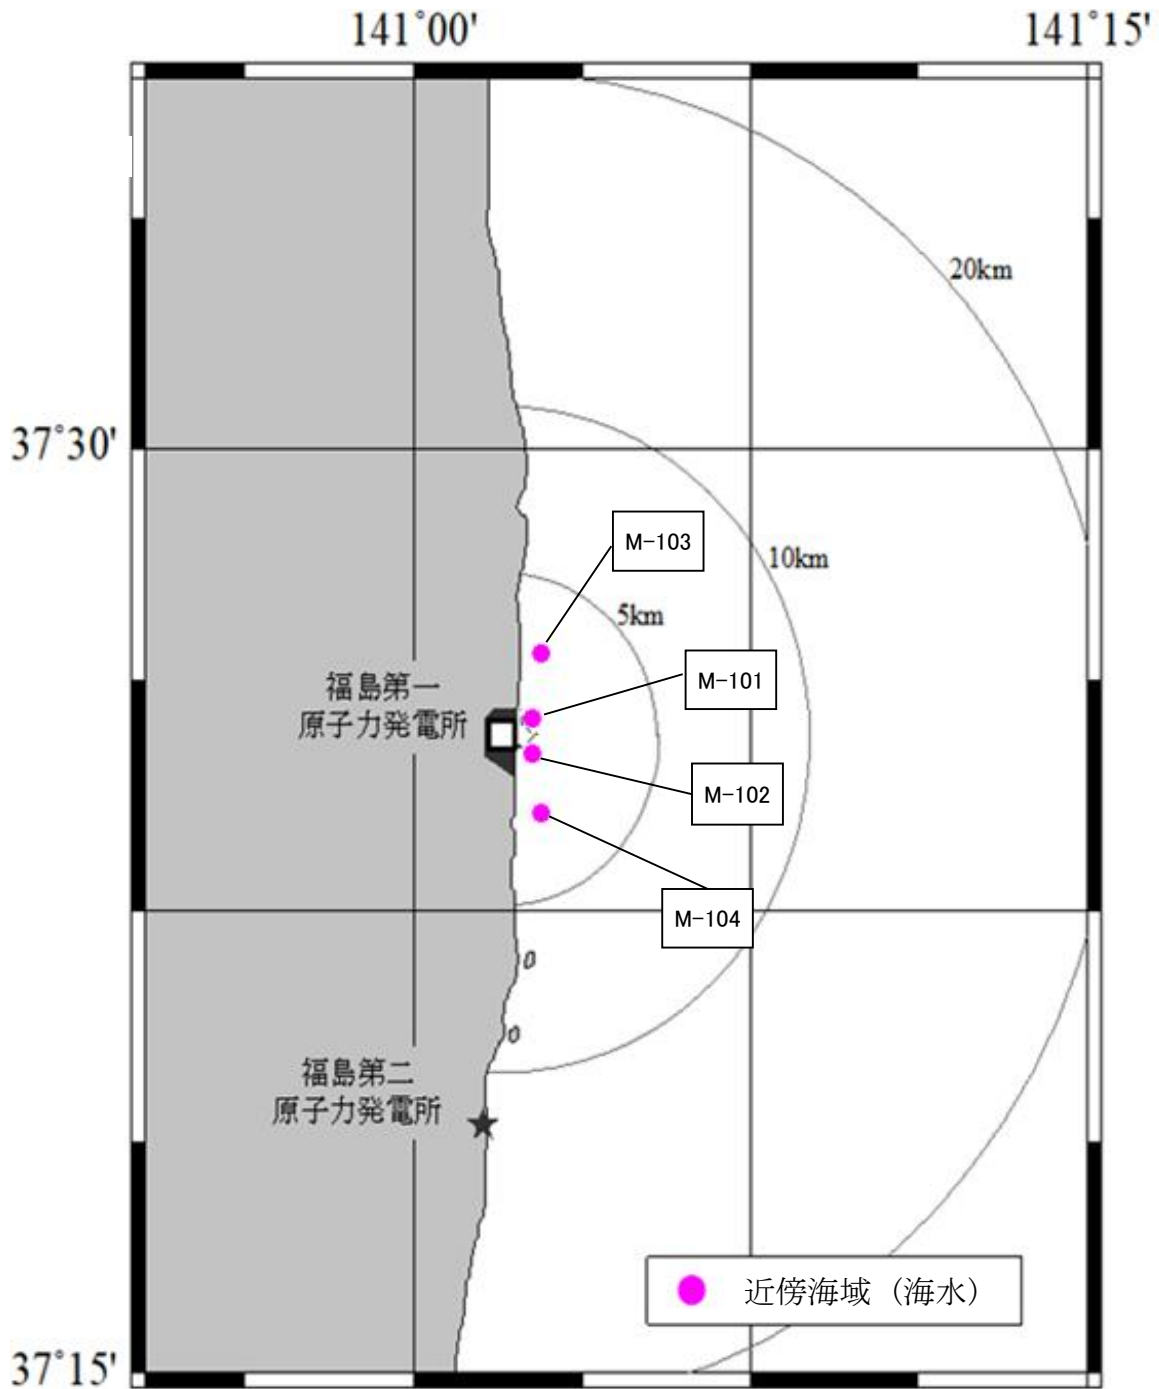 141°00'
141°15'
20km
37°30'
M-103
10km
5km
福島第一
原子力発電所
M-101
M-102
M-104
福島第二
原子力発電所
近傍海域（海水）
37°15'